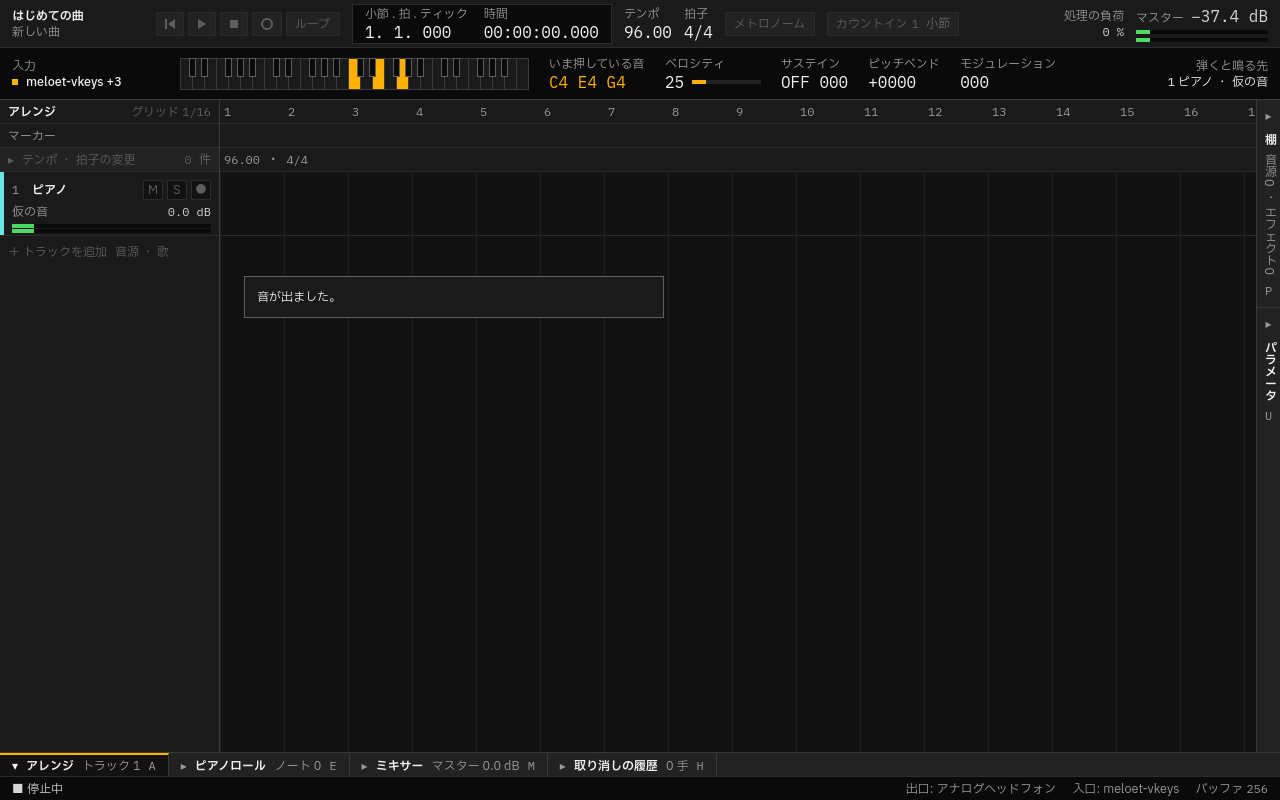 はじめての曲
新しい曲
ループ
小節 . 拍 . ティック 時間
1. 1. 000 00:00:00.000
テンポ 拍子
96.00 4/4
メトロノーム
カウントイン 1 小節
処理の負荷
0 %
マスター −37.4 dB
入力
meloet-vkeys +3
いま押している音
C4 E4 G4
ベロシティ
25
サステイン
OFF 000
ピッチベンド
+0000
モジュレーション
000
弾くと鳴る先
1 ピアノ ・ 仮の音
アレンジ グリッド 1/16
1 2 3 4 5 6 7 8 9 10 11 12 13 14 15 16
マーカー
▸ テンポ ・ 拍子の変更 0 件
96.00 ・ 4/4
1 ピアノ M S
仮の音 0.0 dB
＋ トラックを追加 音源 ・ 歌
音が出ました。
▸ 棚 音源 0 ・ エフェクト 0 P
▸ パラメータ U
▾ アレンジ トラック 1 A
▸ ピアノロール ノート 0 E
▸ ミキサー マスター 0.0 dB M
▸ 取り消しの履歴 0 手 H
■ 停止中
出口: アナログヘッドフォン 入口: meloet-vkeys バッファ 256